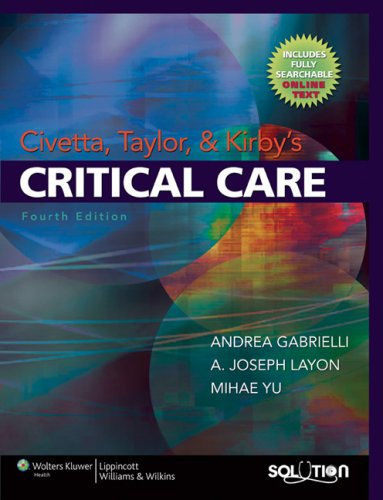 INCLUDES
FULLY
SEARCHABLE
ONLINE
TEXT
Civetta, Taylor, & Kirby's
CRITICAL CARE
Fourth Edition
ANDREA GABRIELLI
A. JOSEPH LAYON
MIHAE YU
Wolters Kluwer
Health
Lippincott
Williams & Wilkins
SOLUTION